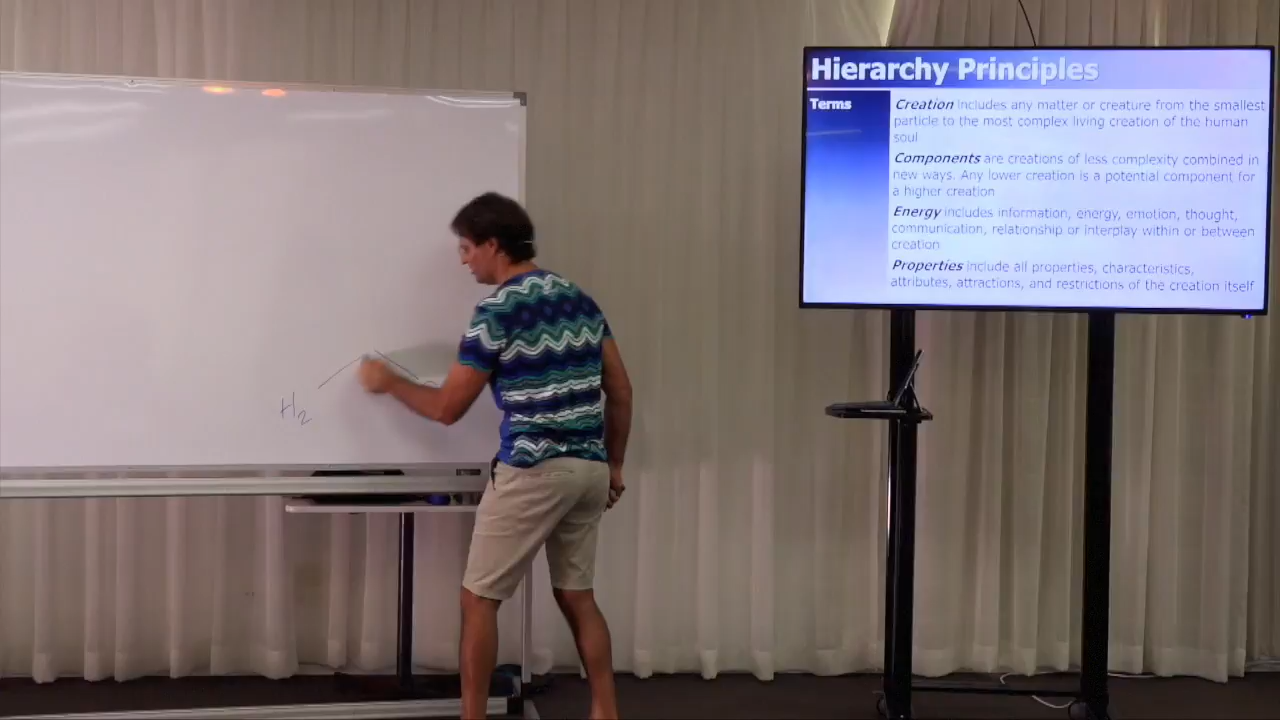 Hierarchy Principles
Terms
Creation includes any matter or creature from the smallest
particle to the most complex living creation of the human
soul
Components are creations of less complexity combined in
new ways. Any lower creation is a potential component for
a higher creation
Energy includes information, energy, emotion, thought,
communication, relationship or interplay within or between
creation
Properties include all properties, characteristics,
attributes, attractions, and restrictions of the creation itself
H2